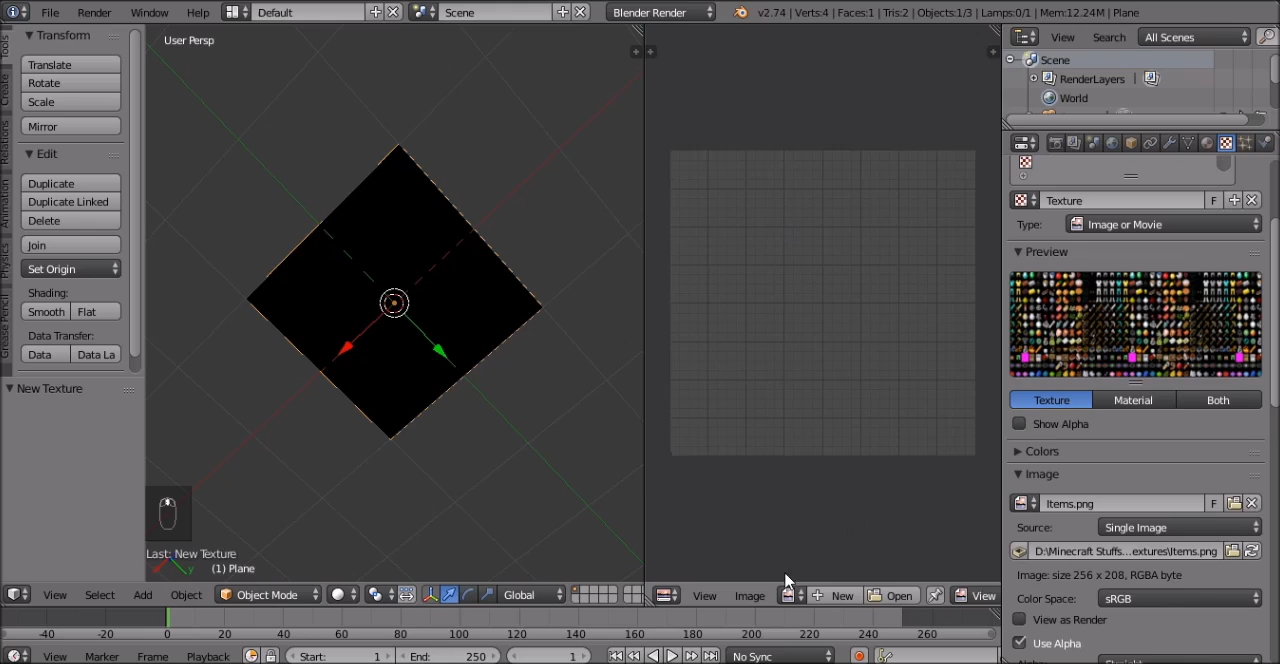 File Render Window Help Default Scene Blender Render v2.74 | Verts:4 | Faces:1 | Tris:2 | Objects:1/3 | Lamps:0/1 | Mem:12.24M | Plane
Tools
Create
Relations
Animation
Physics
Grease Pencil
Transform
Translate
Rotate
Scale
Mirror
Edit
Duplicate
Duplicate Linked
Delete
Join
Set Origin
Shading:
Smooth Flat
Data Transfer:
Data Data La
New Texture
User Persp
Last: New Texture
y
(1) Plane
View Select Add Object Object Mode Global
View Image New Open View
-40 -20 0 20 40 60 80 100 120 140 160 180 200 220 240 260
View Marker Frame Playback Start: 1 End: 250 1 No Sync
View Search All Scenes
Scene
RenderLayers |
World
Texture F
Type: Image or Movie
Preview
Texture Material Both
Show Alpha
Colors
Image
Items.png F
Source: Single Image
D:\Minecraft Stuffs...extures\Items.png
Image: size 256 x 208, RGBA byte
Color Space: sRGB
View as Render
Use Alpha